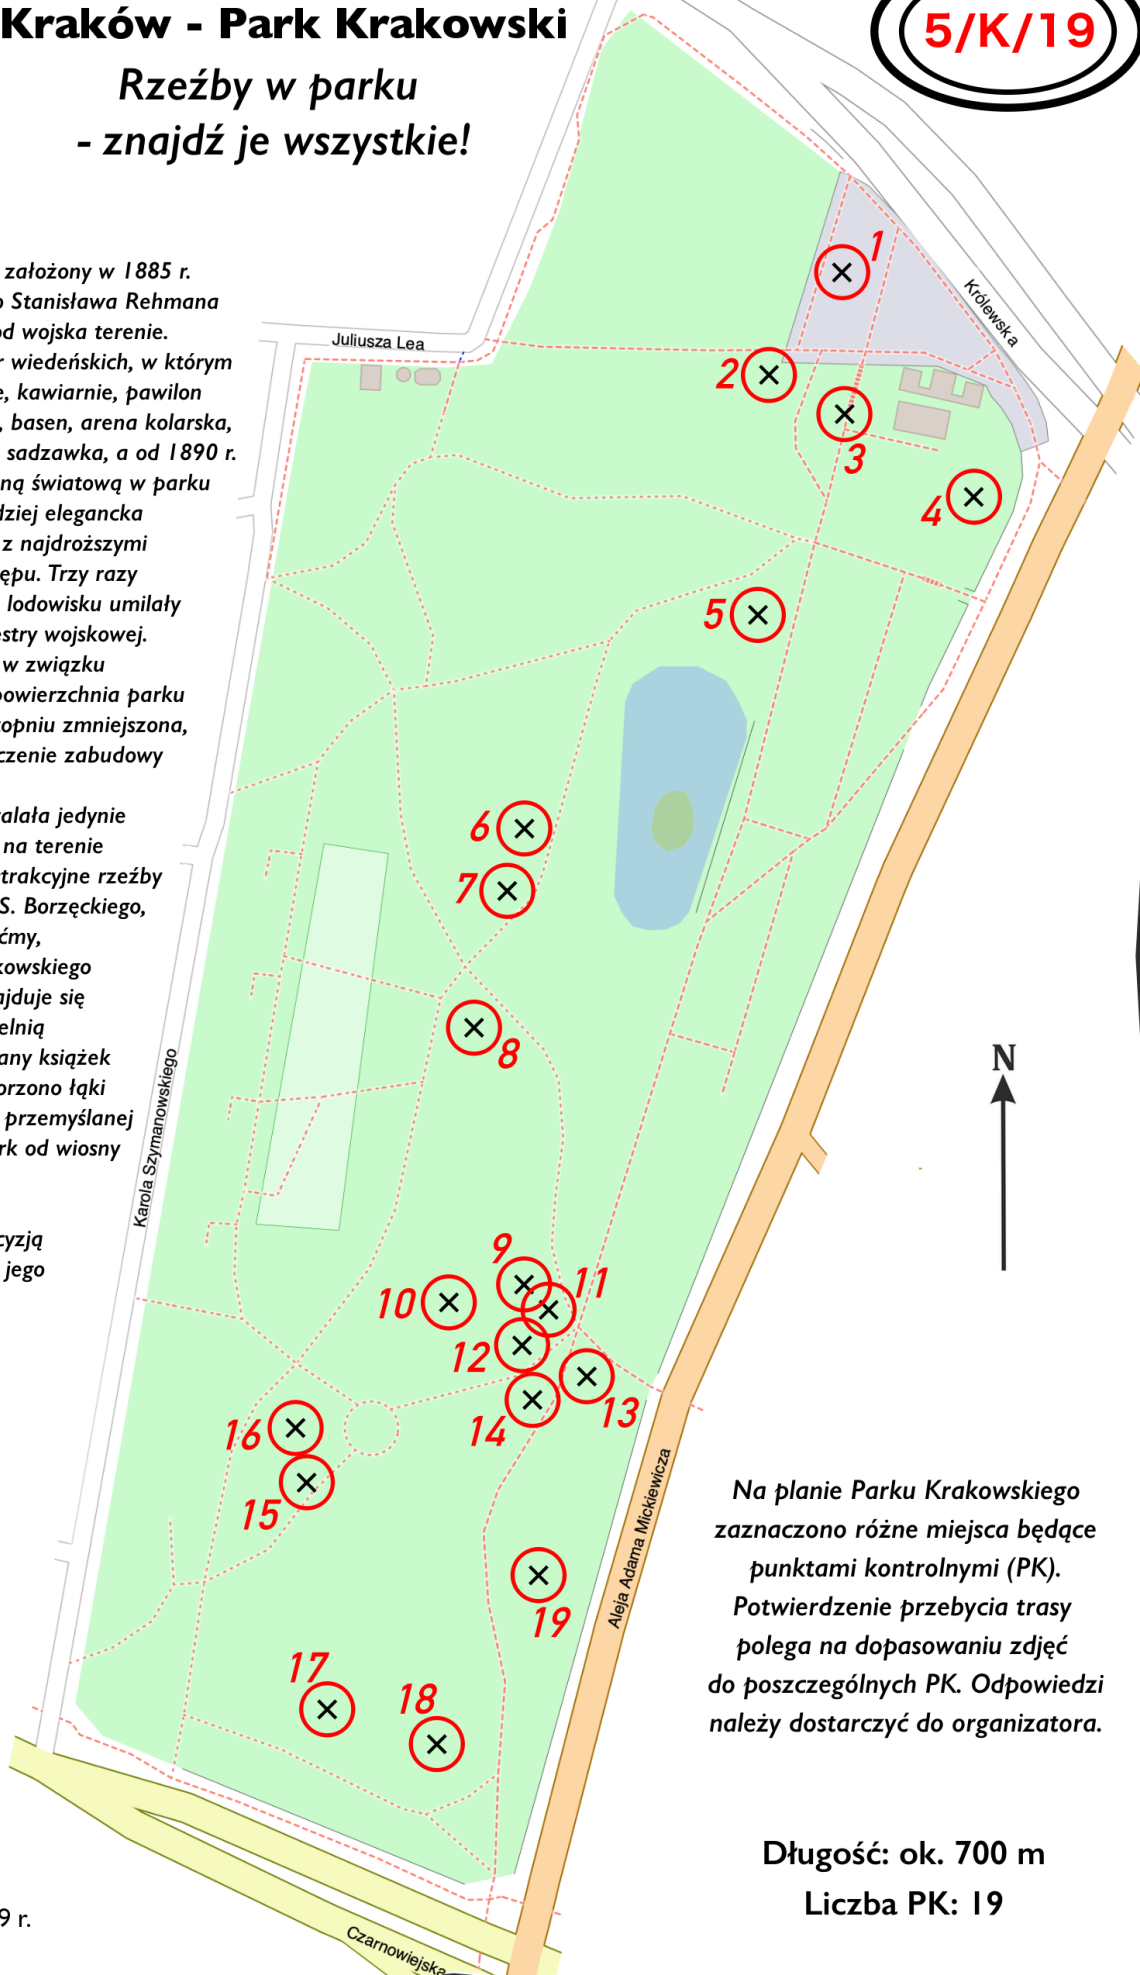 Kraków - Park Krakowski
5/K/19
Rzeźby w parku
- znajdź je wszystkie!
założony w 1885 r.
Stanisława Rehmana
od wojska terenie.
wiedeńskich, w którym
kawiarnie, pawilon
basen, arena kolarska,
sadzawka, a od 1890 r.
ną światową w parku
dziej elegancka
z najdroższymi
ępu. Trzy razy
lodowisku umilały
estry wojskowej.
w związku
powierzchnia parku
topniu zmniejszona,
czenie zabudowy
alała jedynie
na terenie
trakcyjne rzeźby
S. Borzęckiego,
ćmy,
kowskiego
ajduje się
elnią
any książek
orzono łąki
przemyślanej
rk od wiosny
cyzją
jego
9 r.
Juliusza Lea
Królewska
Karola Szymanowskiego
Aleja Adama Mickiewicza
Czarnowiejska
N
1
2
3
4
5
6
7
8
9
10
11
12
13
14
16
15
19
17
18
Na planie Parku Krakowskiego
zaznaczono różne miejsca będące
punktami kontrolnymi (PK).
Potwierdzenie przebycia trasy
polega na dopasowaniu zdjęć
do poszczególnych PK. Odpowiedzi
należy dostarczyć do organizatora.
Długość: ok. 700 m
Liczba PK: 19